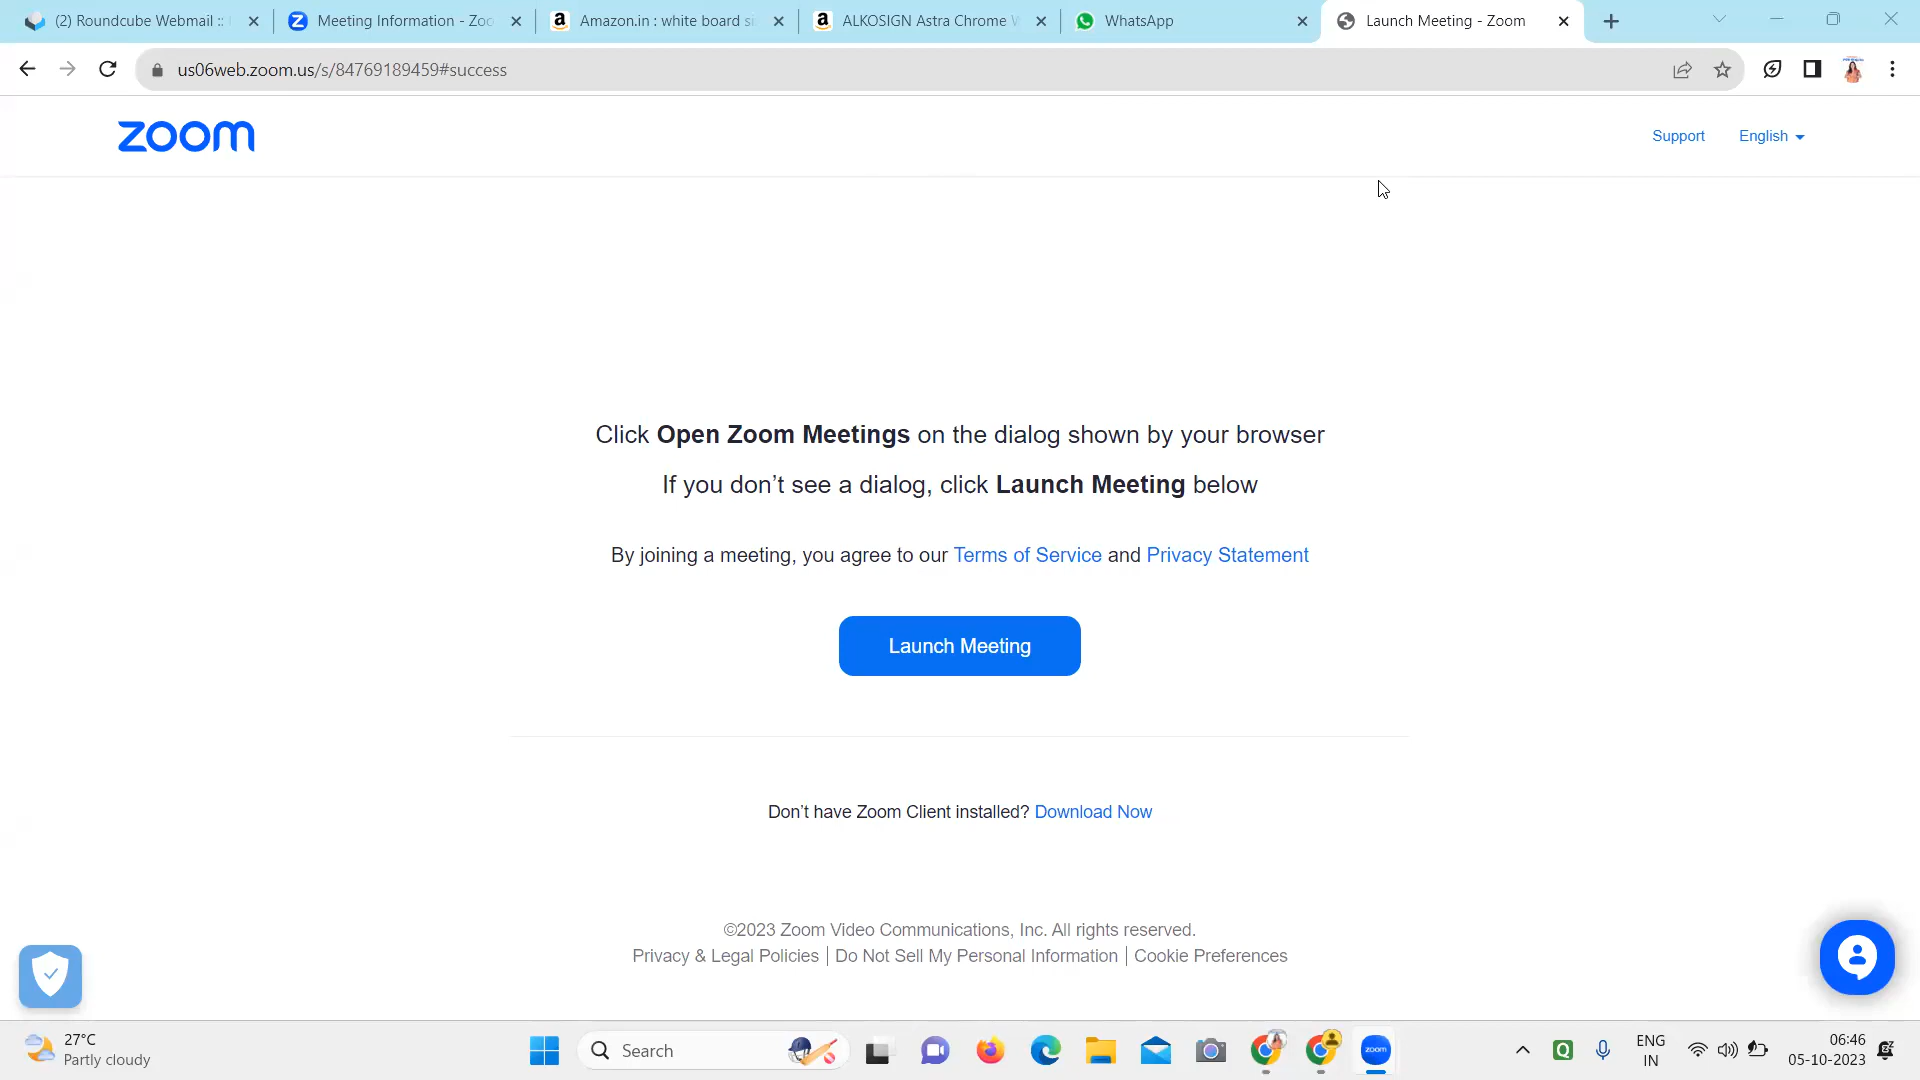 (2) Roundcube Webmail ::
Meeting Information - Zoo
Amazon.in : white board si
ALKOSIGN Astra Chrome W
WhatsApp
Launch Meeting - Zoom
us06web.zoom.us/s/84769189459#success
zoom
Support
English
Click Open Zoom Meetings on the dialog shown by your browser
If you don’t see a dialog, click Launch Meeting below
By joining a meeting, you agree to our Terms of Service and Privacy Statement
Launch Meeting
Don’t have Zoom Client installed? Download Now
©2023 Zoom Video Communications, Inc. All rights reserved.
Privacy & Legal Policies | Do Not Sell My Personal Information | Cookie Preferences
27°C
Partly cloudy
Search
zoom
ENG
IN
06:46
05-10-2023